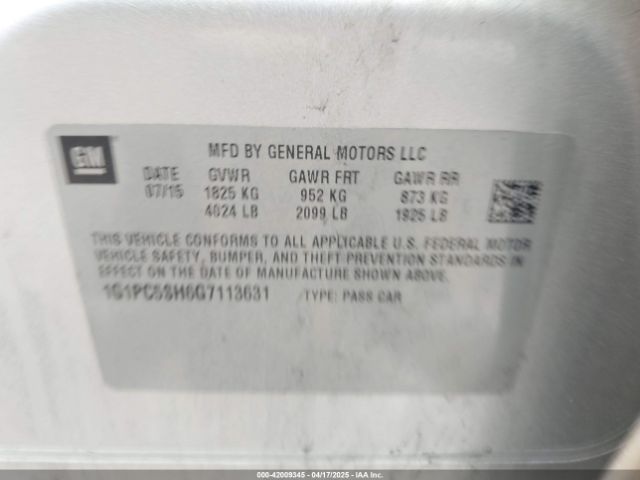 GM
MFD BY GENERAL MOTORS LLC
DATE GVWR GAWR FRT GAWR RR
07/15 1825 KG 952 KG 873 KG
4024 LB 2099 LB 1925 LB
THIS VEHICLE CONFORMS TO ALL APPLICABLE U.S. FEDERAL MOTOR
VEHICLE SAFETY, BUMPER, AND THEFT PREVENTION STANDARDS IN
EFFECT ON THE DATE OF MANUFACTURE SHOWN ABOVE.
1G1PC5SH6G7113631 TYPE: PASS CAR
000-42009345 - 04/17/2025 - IAA Inc.